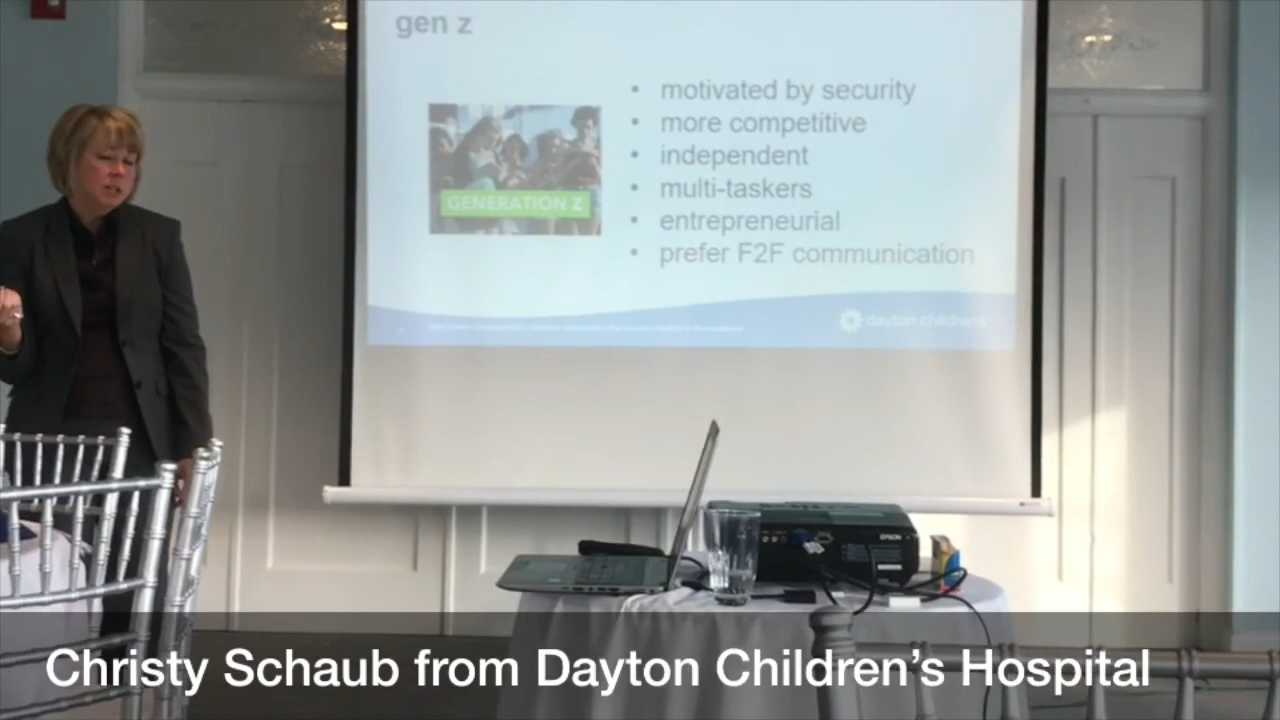 gen z
• motivated by security
• more competitive
• independent
• multi-taskers
• entrepreneurial
• prefer F2F communication
GENERATION Z
dayton children's
EPSON
Christy Schaub from Dayton Children’s Hospital